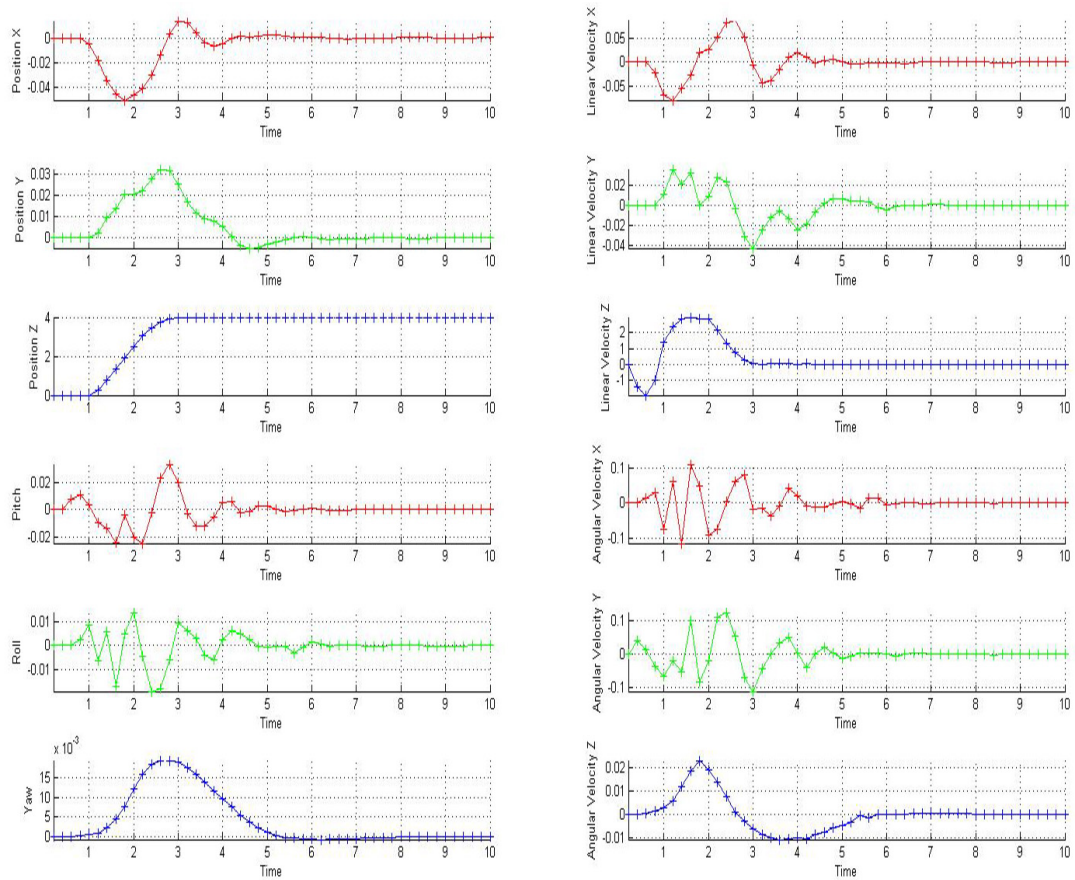 Position X
0
-0.02
-0.04
1 2 3 4 5 6 7 8 9 10
Time
Linear Velocity X
0.05
0
-0.05
1 2 3 4 5 6 7 8 9 10
Time
Position Y
0.03
0.02
0.01
0
1 2 3 4 5 6 7 8 9 10
Time
Linear Velocity Y
0.02
0
-0.02
-0.04
1 2 3 4 5 6 7 8 9 10
Time
Position Z
4
2
0
1 2 3 4 5 6 7 8 9 10
Time
Linear Velocity Z
2
1
0
-1
1 2 3 4 5 6 7 8 9 10
Time
Pitch
0.02
0
-0.02
1 2 3 4 5 6 7 8 9 10
Time
Angular Velocity X
0.1
0
-0.1
1 2 3 4 5 6 7 8 9 10
Time
Roll
0.01
0
-0.01
1 2 3 4 5 6 7 8 9 10
Time
Angular Velocity Y
0.1
0
-0.1
1 2 3 4 5 6 7 8 9 10
Time
x 10^-3
Yaw
15
10
5
0
1 2 3 4 5 6 7 8 9 10
Time
Angular Velocity Z
0.02
0.01
0
-0.01
1 2 3 4 5 6 7 8 9 10
Time